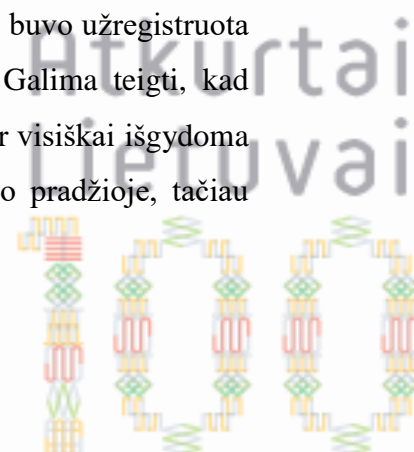 buvo užregistruota
Atkurtai
Galima teigti, kad
r visiškai išgydoma
Lietuvai
o pradžioje, tačiau
100